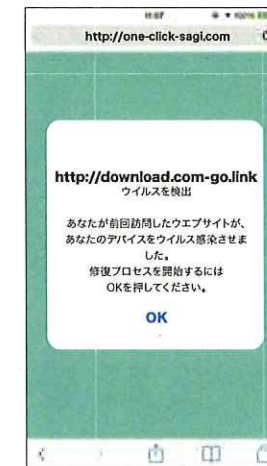 http://one-click-sagi.com
http://download.com-go.link
ウイルスを検出
あなたが前回訪問したウエブサイトが、
あなたのデバイスをウイルス感染させま
した。
修復プロセスを開始するには
OKを押してください。
OK